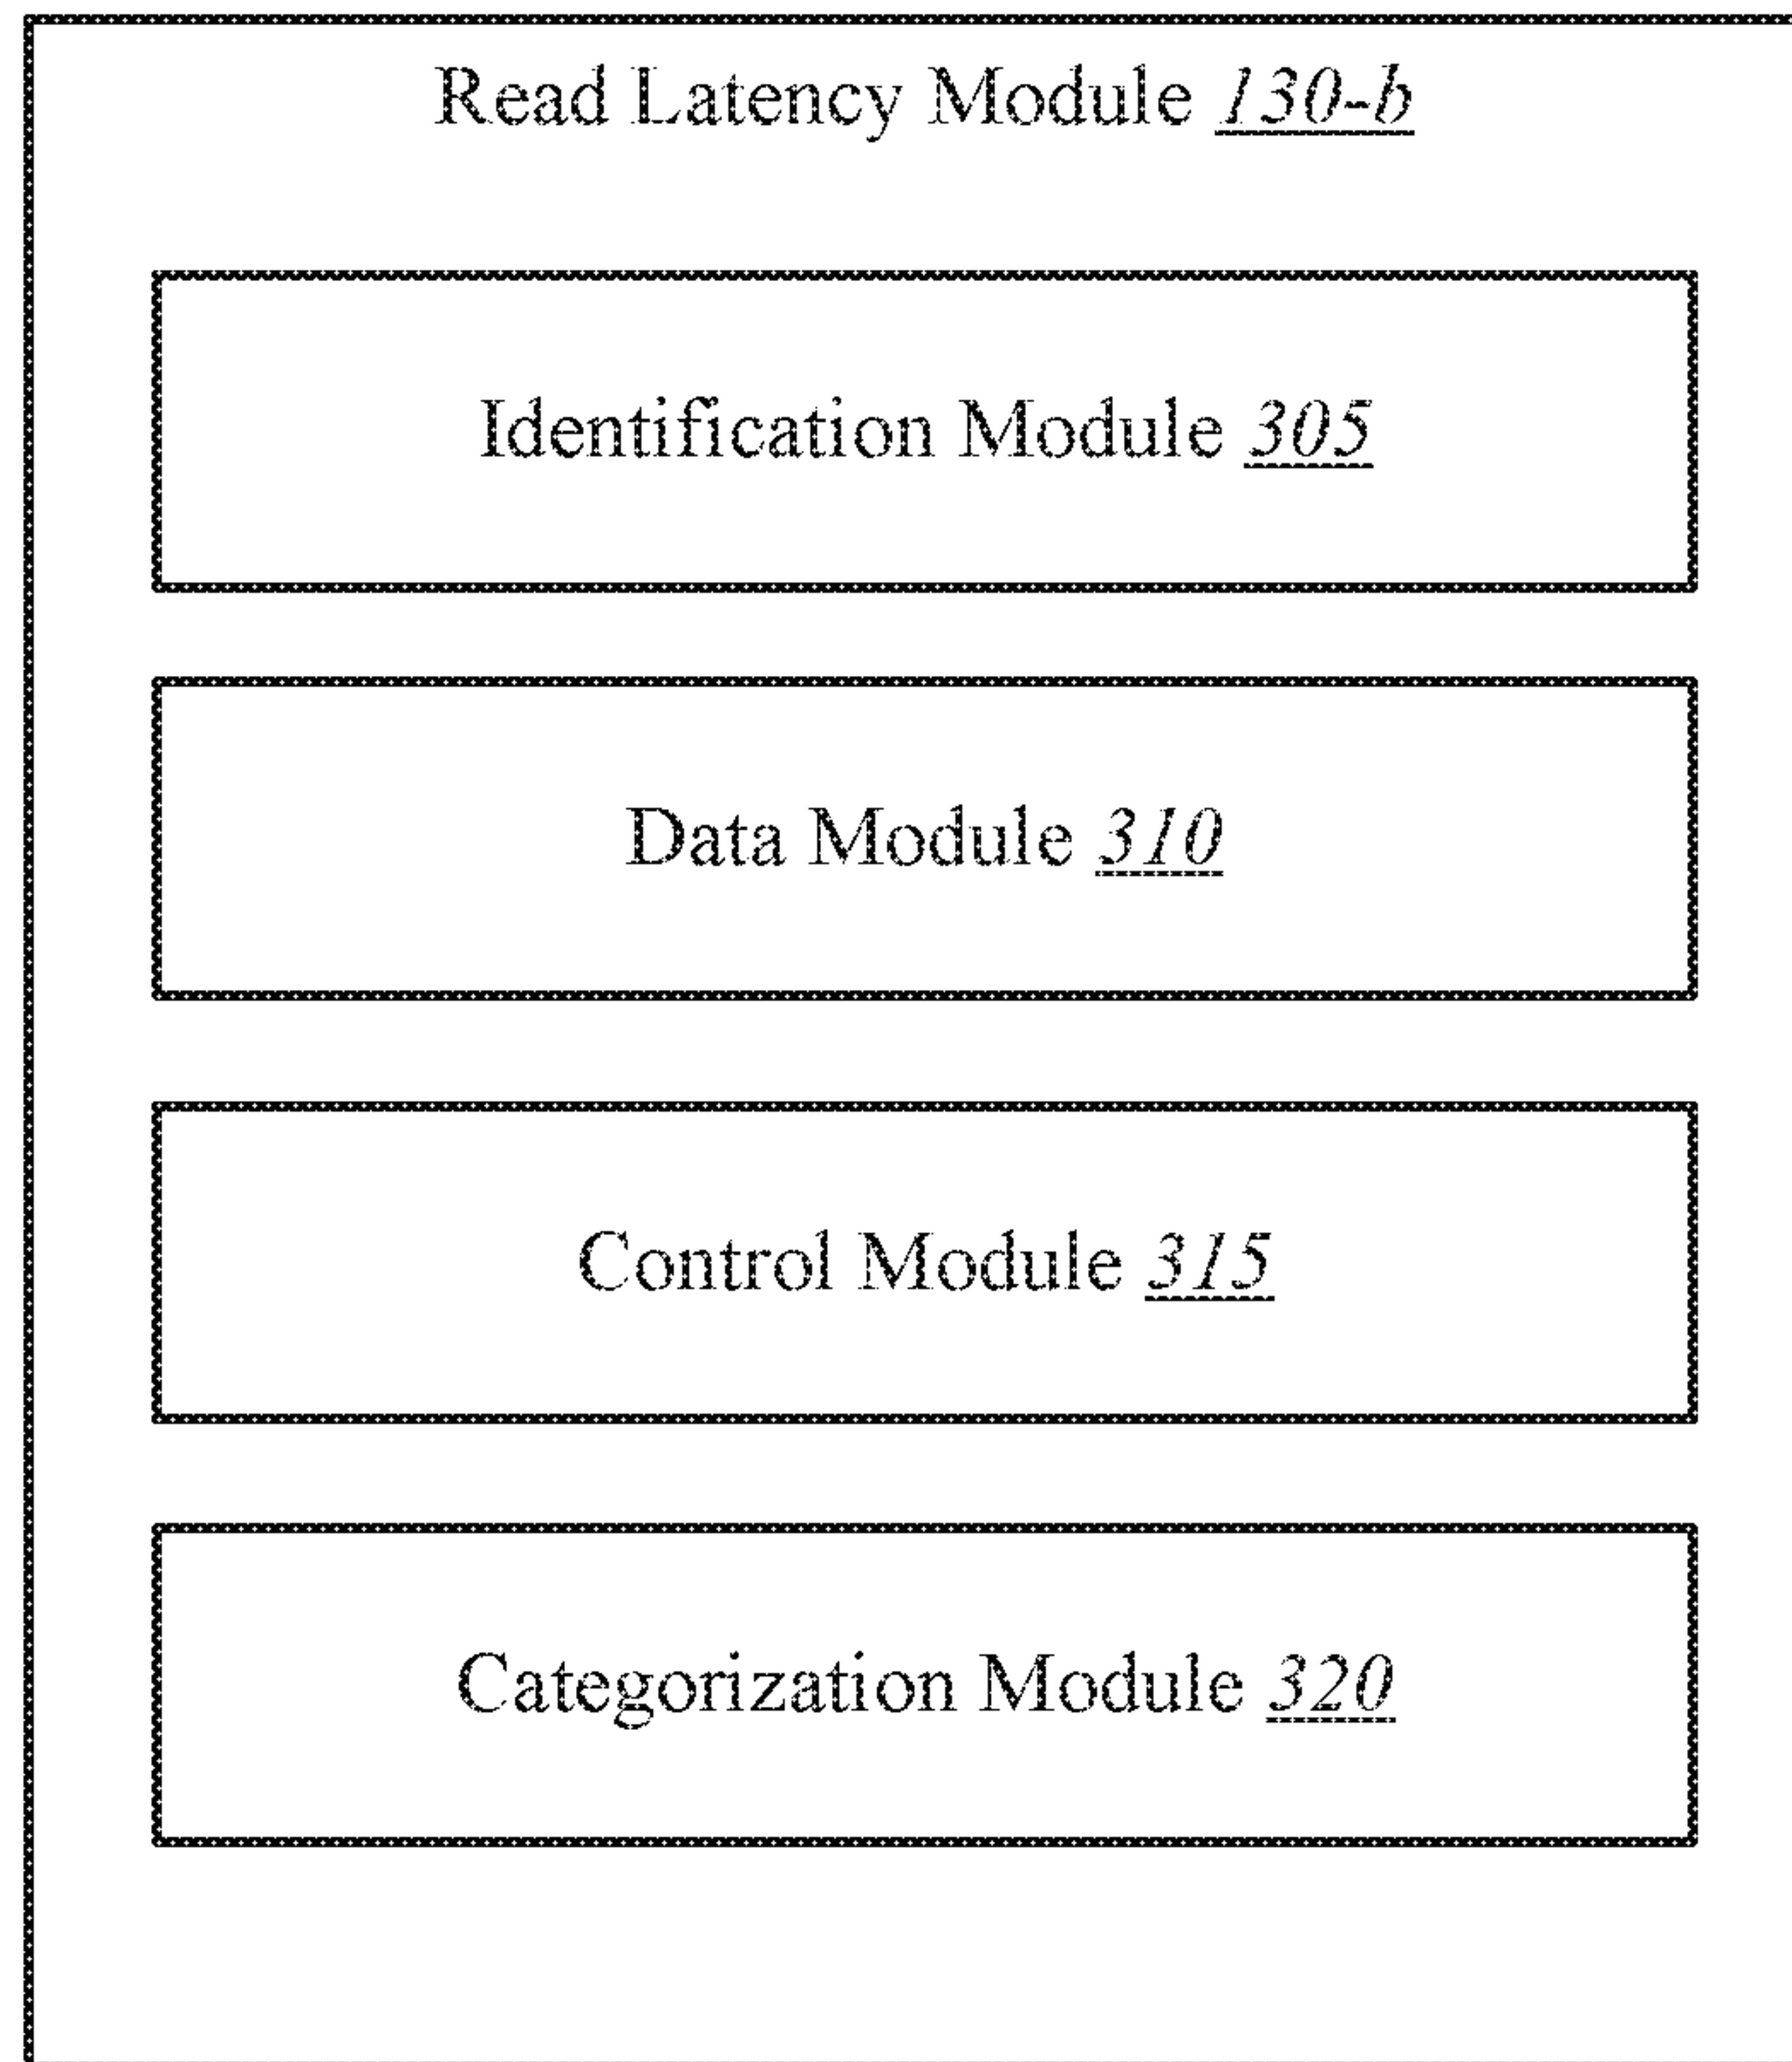 Read Latency Module 130-b
Identification Module 305
Data Module 310
Control Module 315
Categorization Module 320